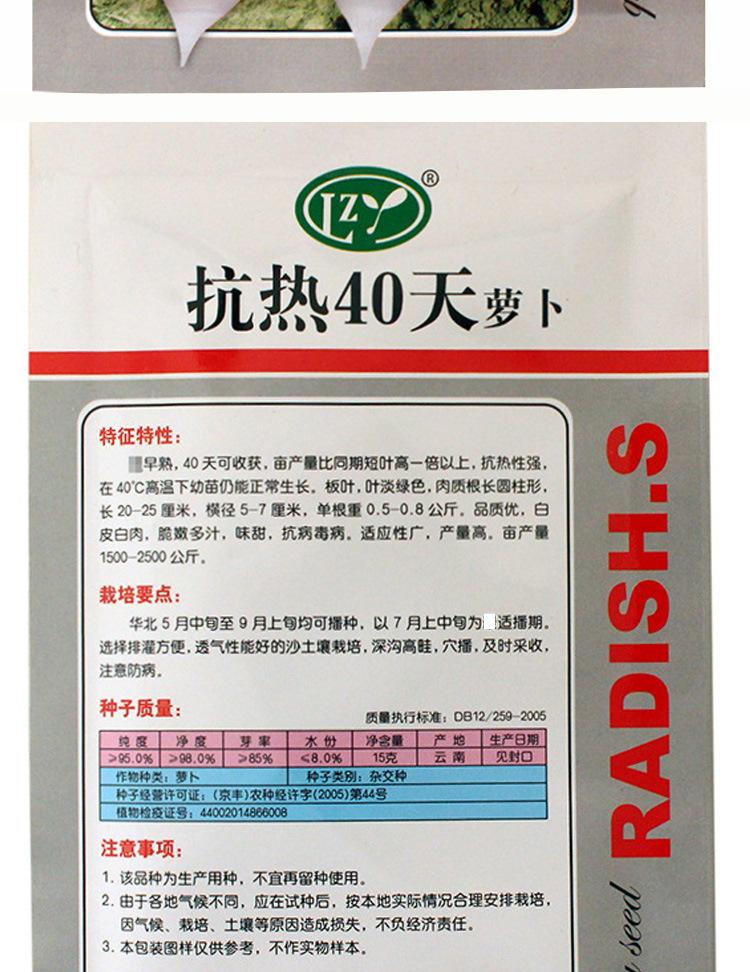 LZY®
抗热40天萝卜
特征特性：
早熟，40天可收获，亩产量比同期短叶高一倍以上，抗热性强，
在40℃高温下幼苗仍能正常生长。板叶，叶淡绿色，肉质根长圆柱形，
长20-25厘米，横径5-7厘米，单根重0.5-0.8公斤。品质优，白
皮白肉，脆嫩多汁，味甜，抗病毒病。适应性广，产量高。亩产量
1500-2500公斤。
栽培要点：
华北5月中旬至9月上旬均可播种，以7月上中旬为适播期。
选择排灌方便，透气性能好的沙土壤栽培，深沟高畦，穴播，及时采收，
注意防病。
种子质量：
质量执行标准：DB12/259-2005
纯度 净度 芽率 水份 净含量 产地 生产日期
≥95.0% ≥98.0% ≥85% ≤8.0% 15克 云南 见封口
作物种类：萝卜 种子类别：杂交种
种子经营许可证：(京丰)农种经许字(2005)第44号
植物检疫证号：44002014866008
注意事项：
1. 该品种为生产用种，不宜再留种使用。
2. 由于各地气候不同，应在试种后，按本地实际情况合理安排栽培，
因气候、栽培、土壤等原因造成损失，不负经济责任。
3. 本包装图样仅供参考，不作实物样本。
RADISH.S
seed